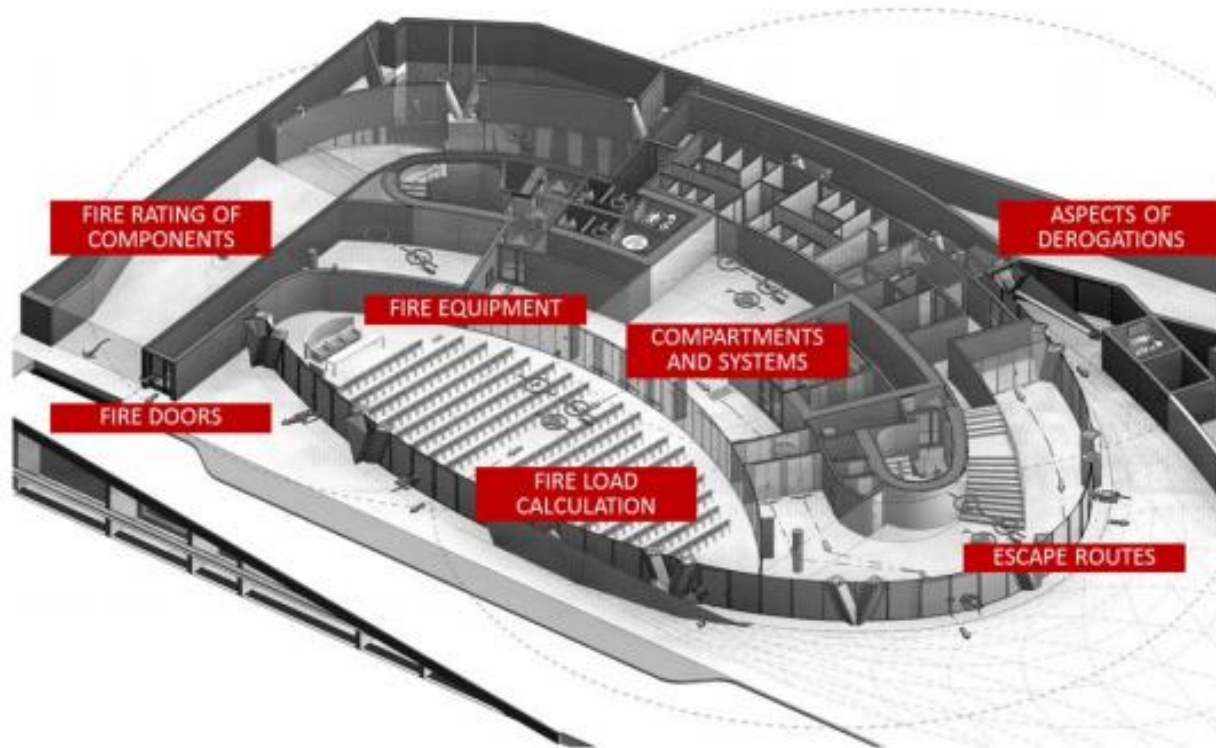 FIRE RATING OF
COMPONENTS
ASPECTS OF
DEROGATIONS
FIRE EQUIPMENT
COMPARTMENTS
AND SYSTEMS
FIRE DOORS
FIRE LOAD
CALCULATION
ESCAPE ROUTES